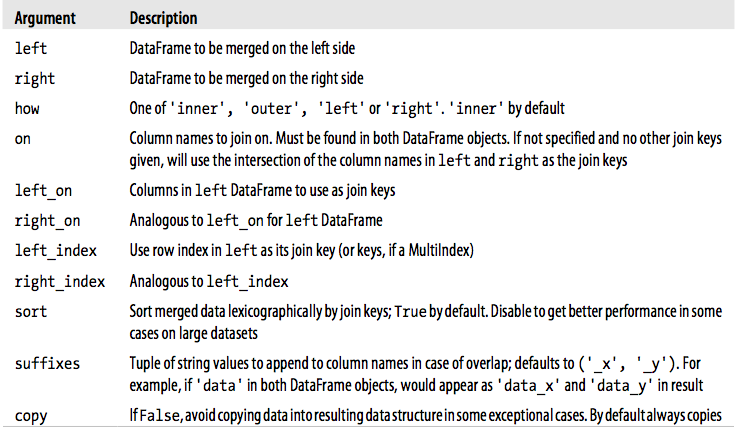 Argument Description
left DataFrame to be merged on the left side
right DataFrame to be merged on the right side
how One of 'inner', 'outer', 'left' or 'right'. 'inner' by default
on Column names to join on. Must be found in both DataFrame objects. If not specified and no other join keys
given, will use the intersection of the column names in left and right as the join keys
left_on Columns in left DataFrame to use as join keys
right_on Analogous to left_on for left DataFrame
left_index Use row index in left as its join key (or keys, if a MultiIndex)
right_index Analogous to left_index
sort Sort merged data lexicographically by join keys; True by default. Disable to get better performance in some
cases on large datasets
suffixes Tuple of string values to append to column names in case of overlap; defaults to ('_x', '_y'). For
example, if 'data' in both DataFrame objects, would appear as 'data_x' and 'data_y' in result
copy If False, avoid copying data into resulting data structure in some exceptional cases. By default always copies